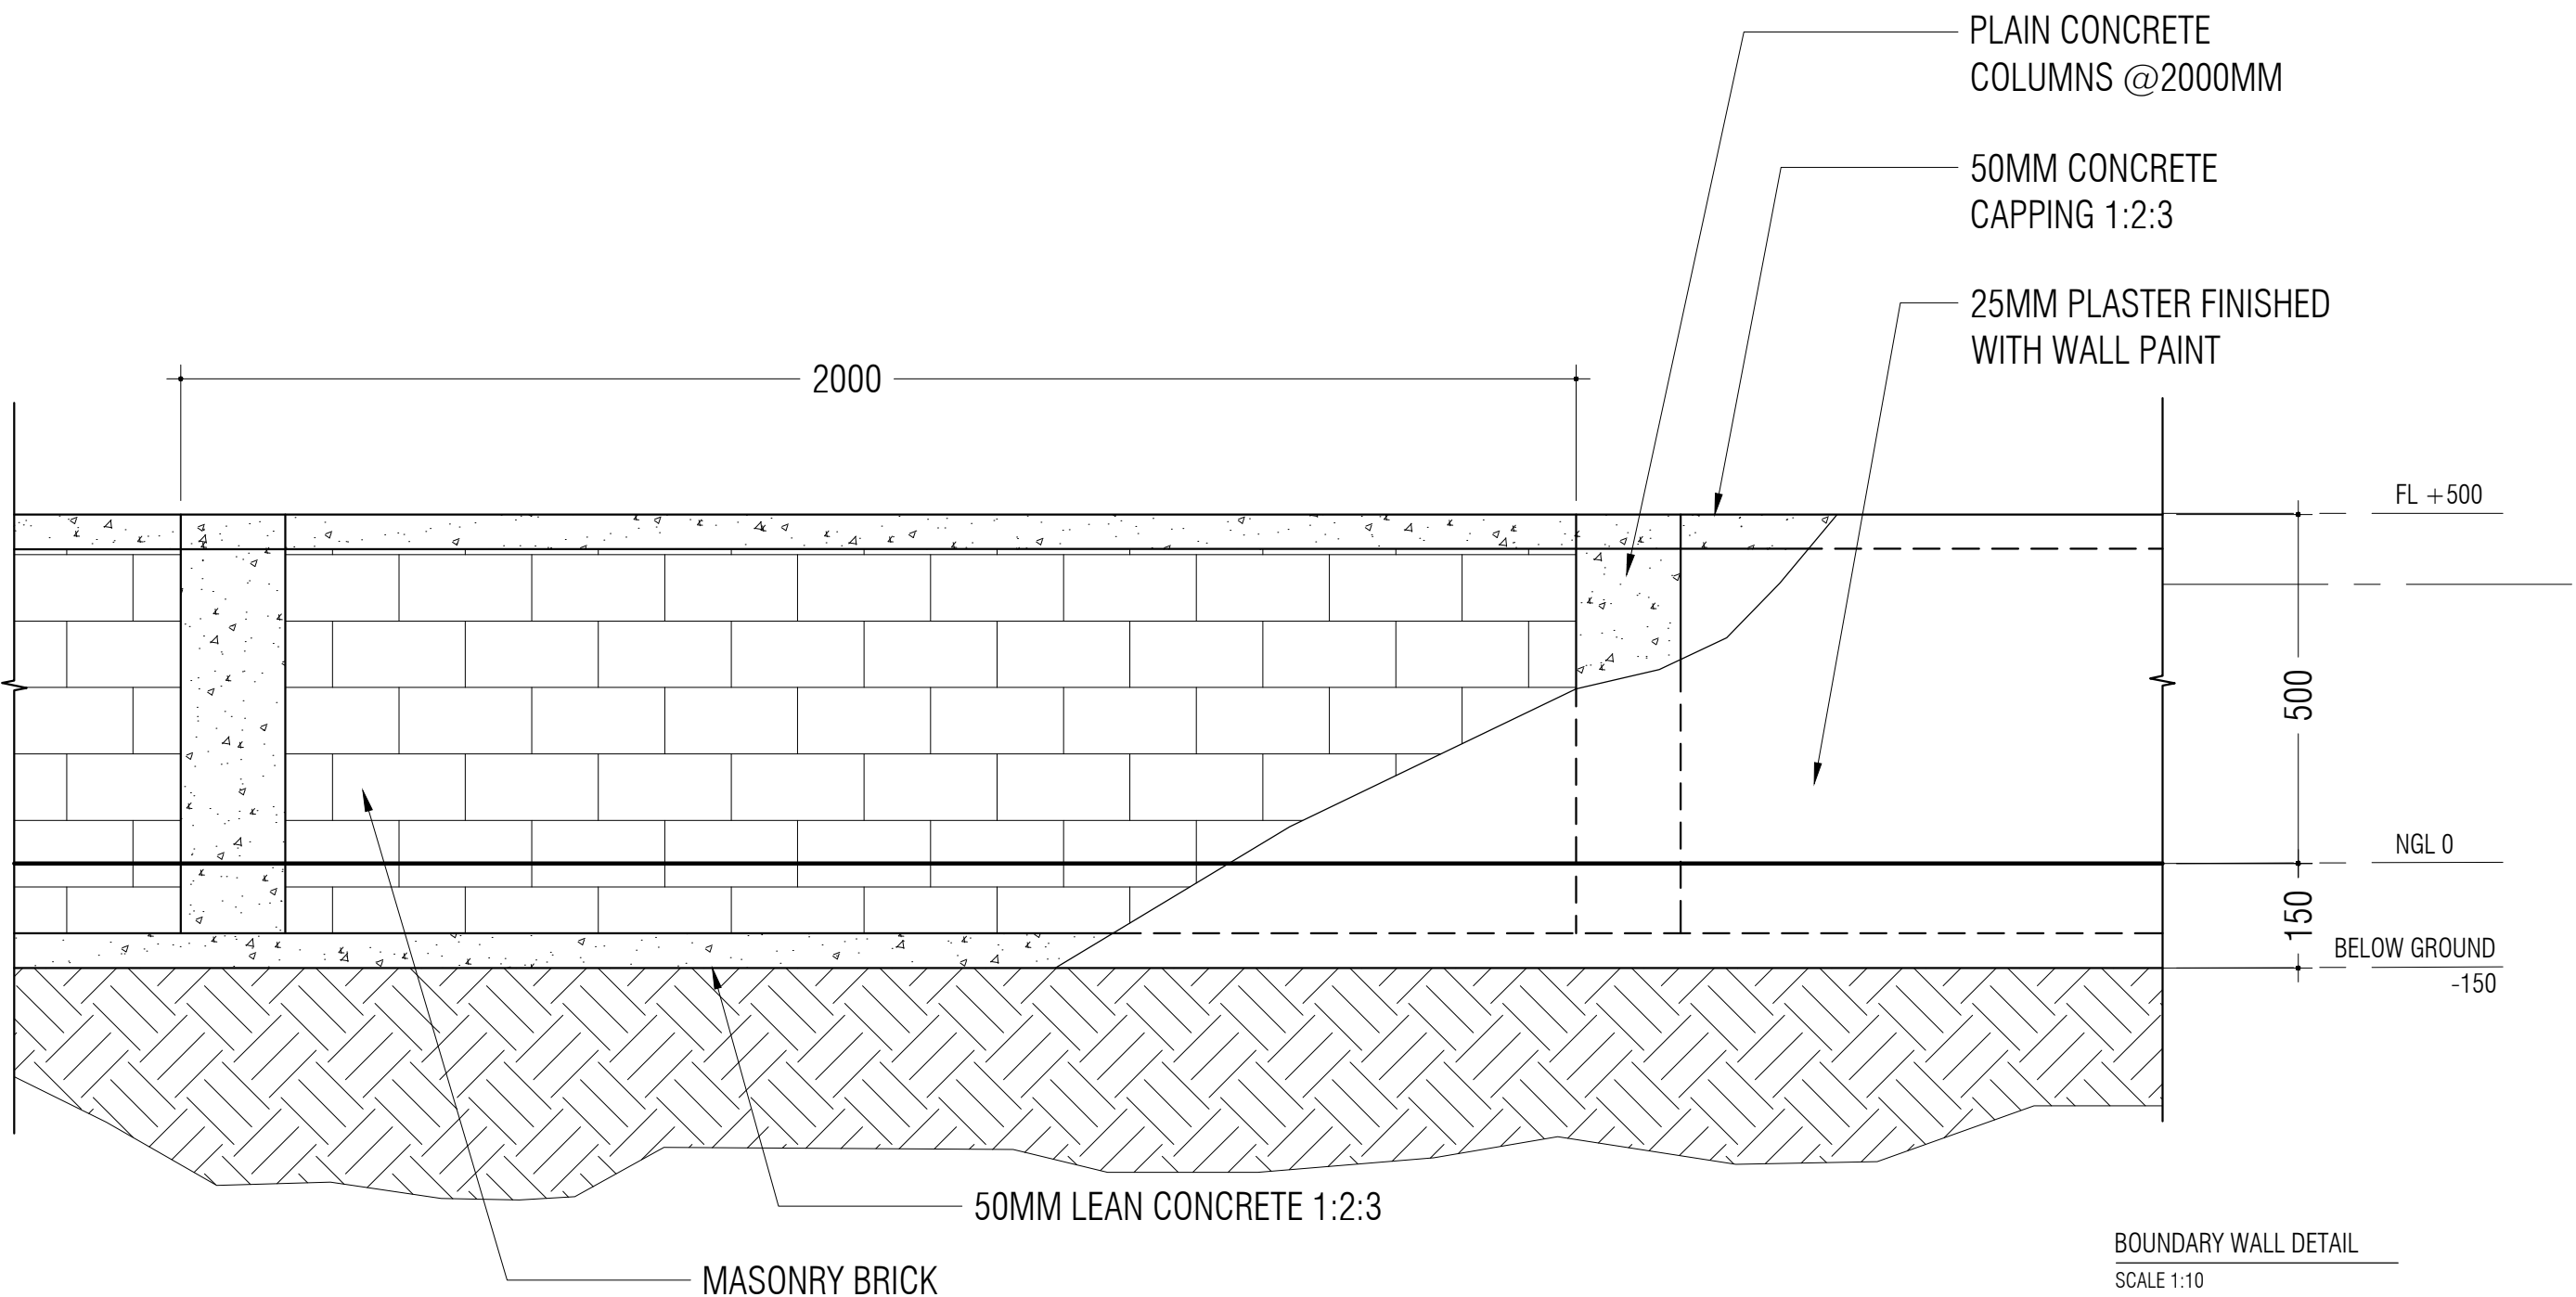 PLAIN CONCRETE
COLUMNS @2000MM
50MM CONCRETE
CAPPING 1:2:3
25MM PLASTER FINISHED
WITH WALL PAINT
2000
FL +500
500
NGL 0
150
BELOW GROUND
-150
50MM LEAN CONCRETE 1:2:3
MASONRY BRICK
BOUNDARY WALL DETAIL
SCALE 1:10